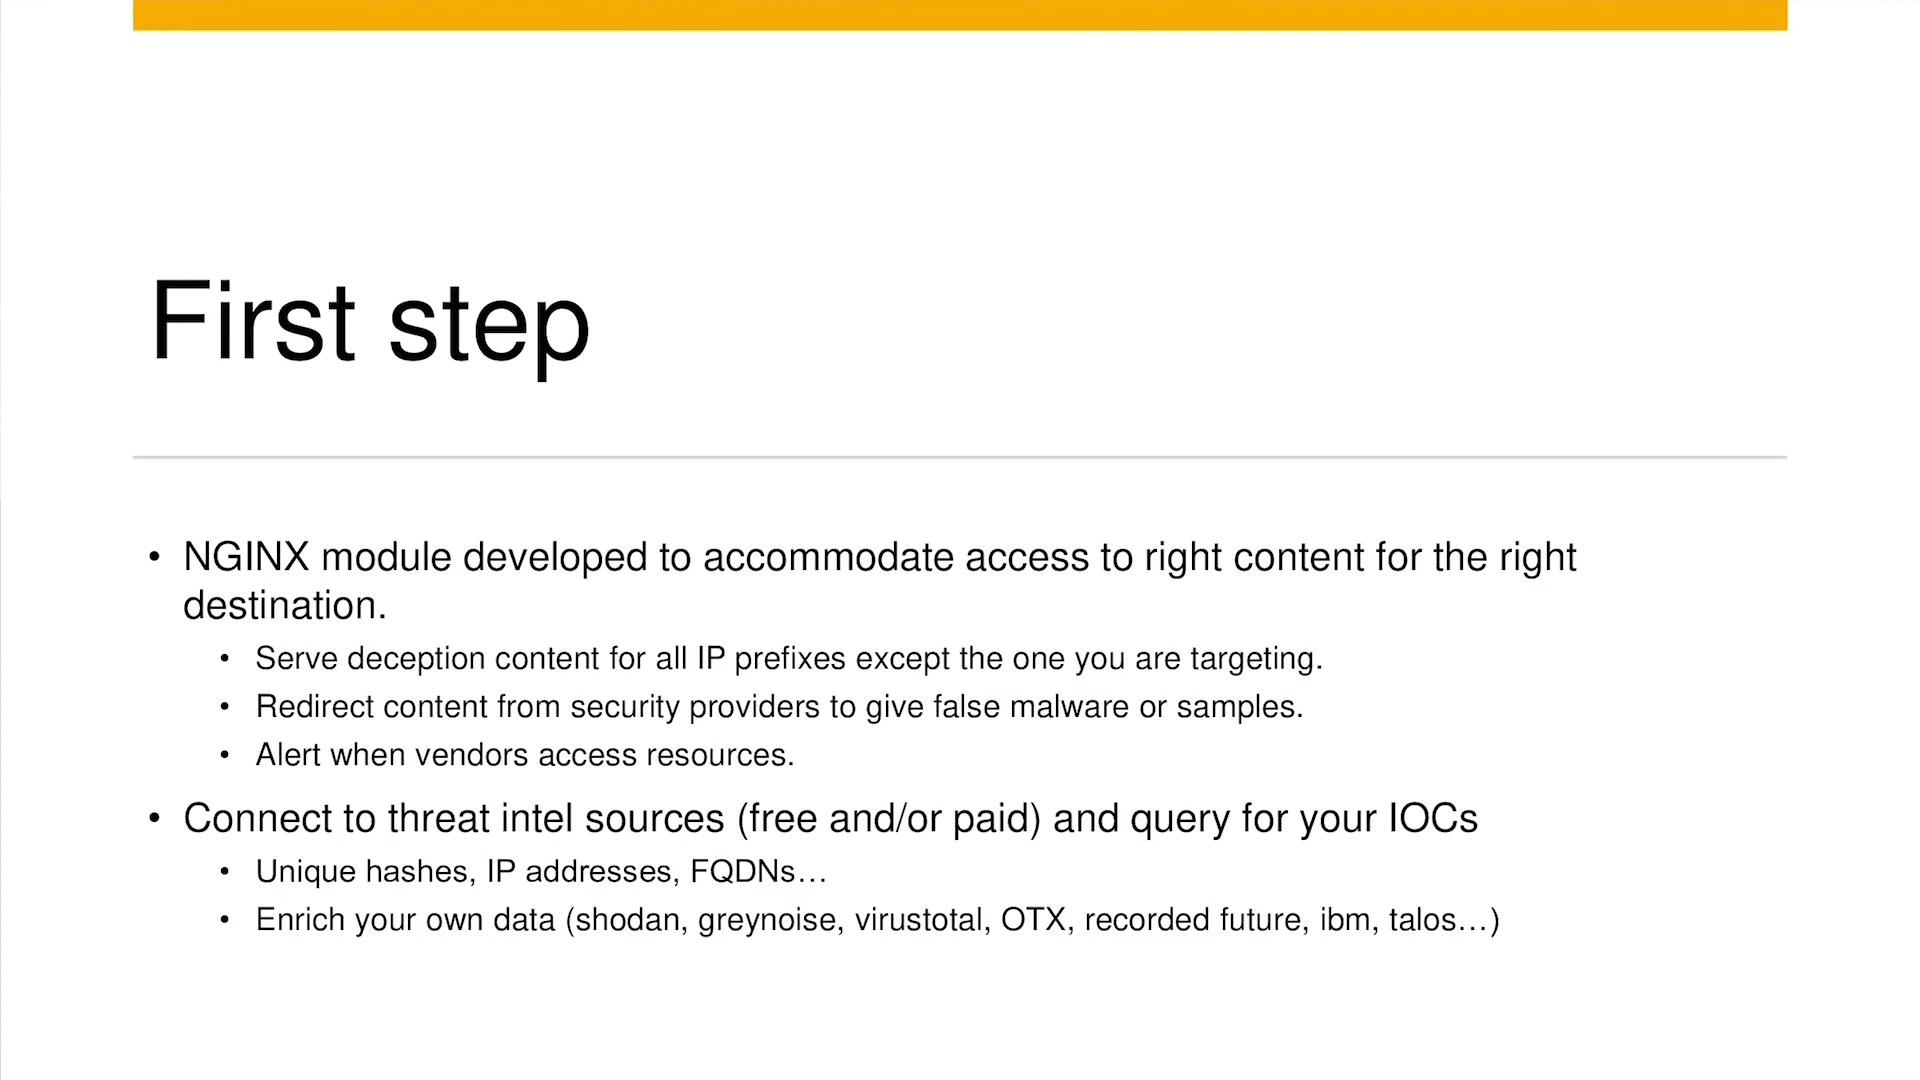 First step
• NGINX module developed to accommodate access to right content for the right
destination.
• Serve deception content for all IP prefixes except the one you are targeting.
• Redirect content from security providers to give false malware or samples.
• Alert when vendors access resources.
• Connect to threat intel sources (free and/or paid) and query for your IOCs
• Unique hashes, IP addresses, FQDNs…
• Enrich your own data (shodan, greynoise, virustotal, OTX, recorded future, ibm, talos…)